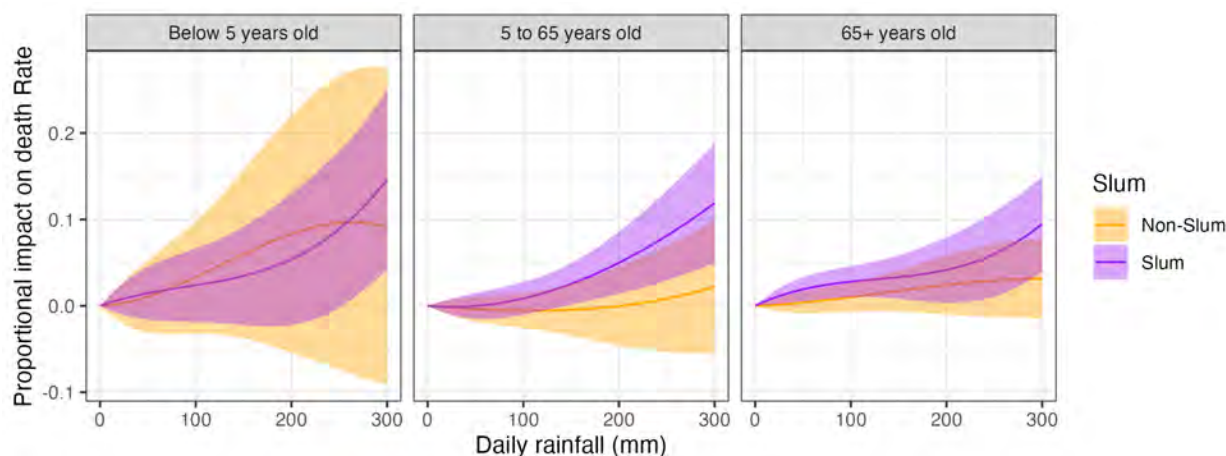 Below 5 years old
5 to 65 years old
65+ years old
Proportional impact on death Rate
0.2
0.1
0.0
-0.1
0 100 200 300
0 100 200 300
0 100 200 300
Daily rainfall (mm)
Slum
Non-Slum
Slum